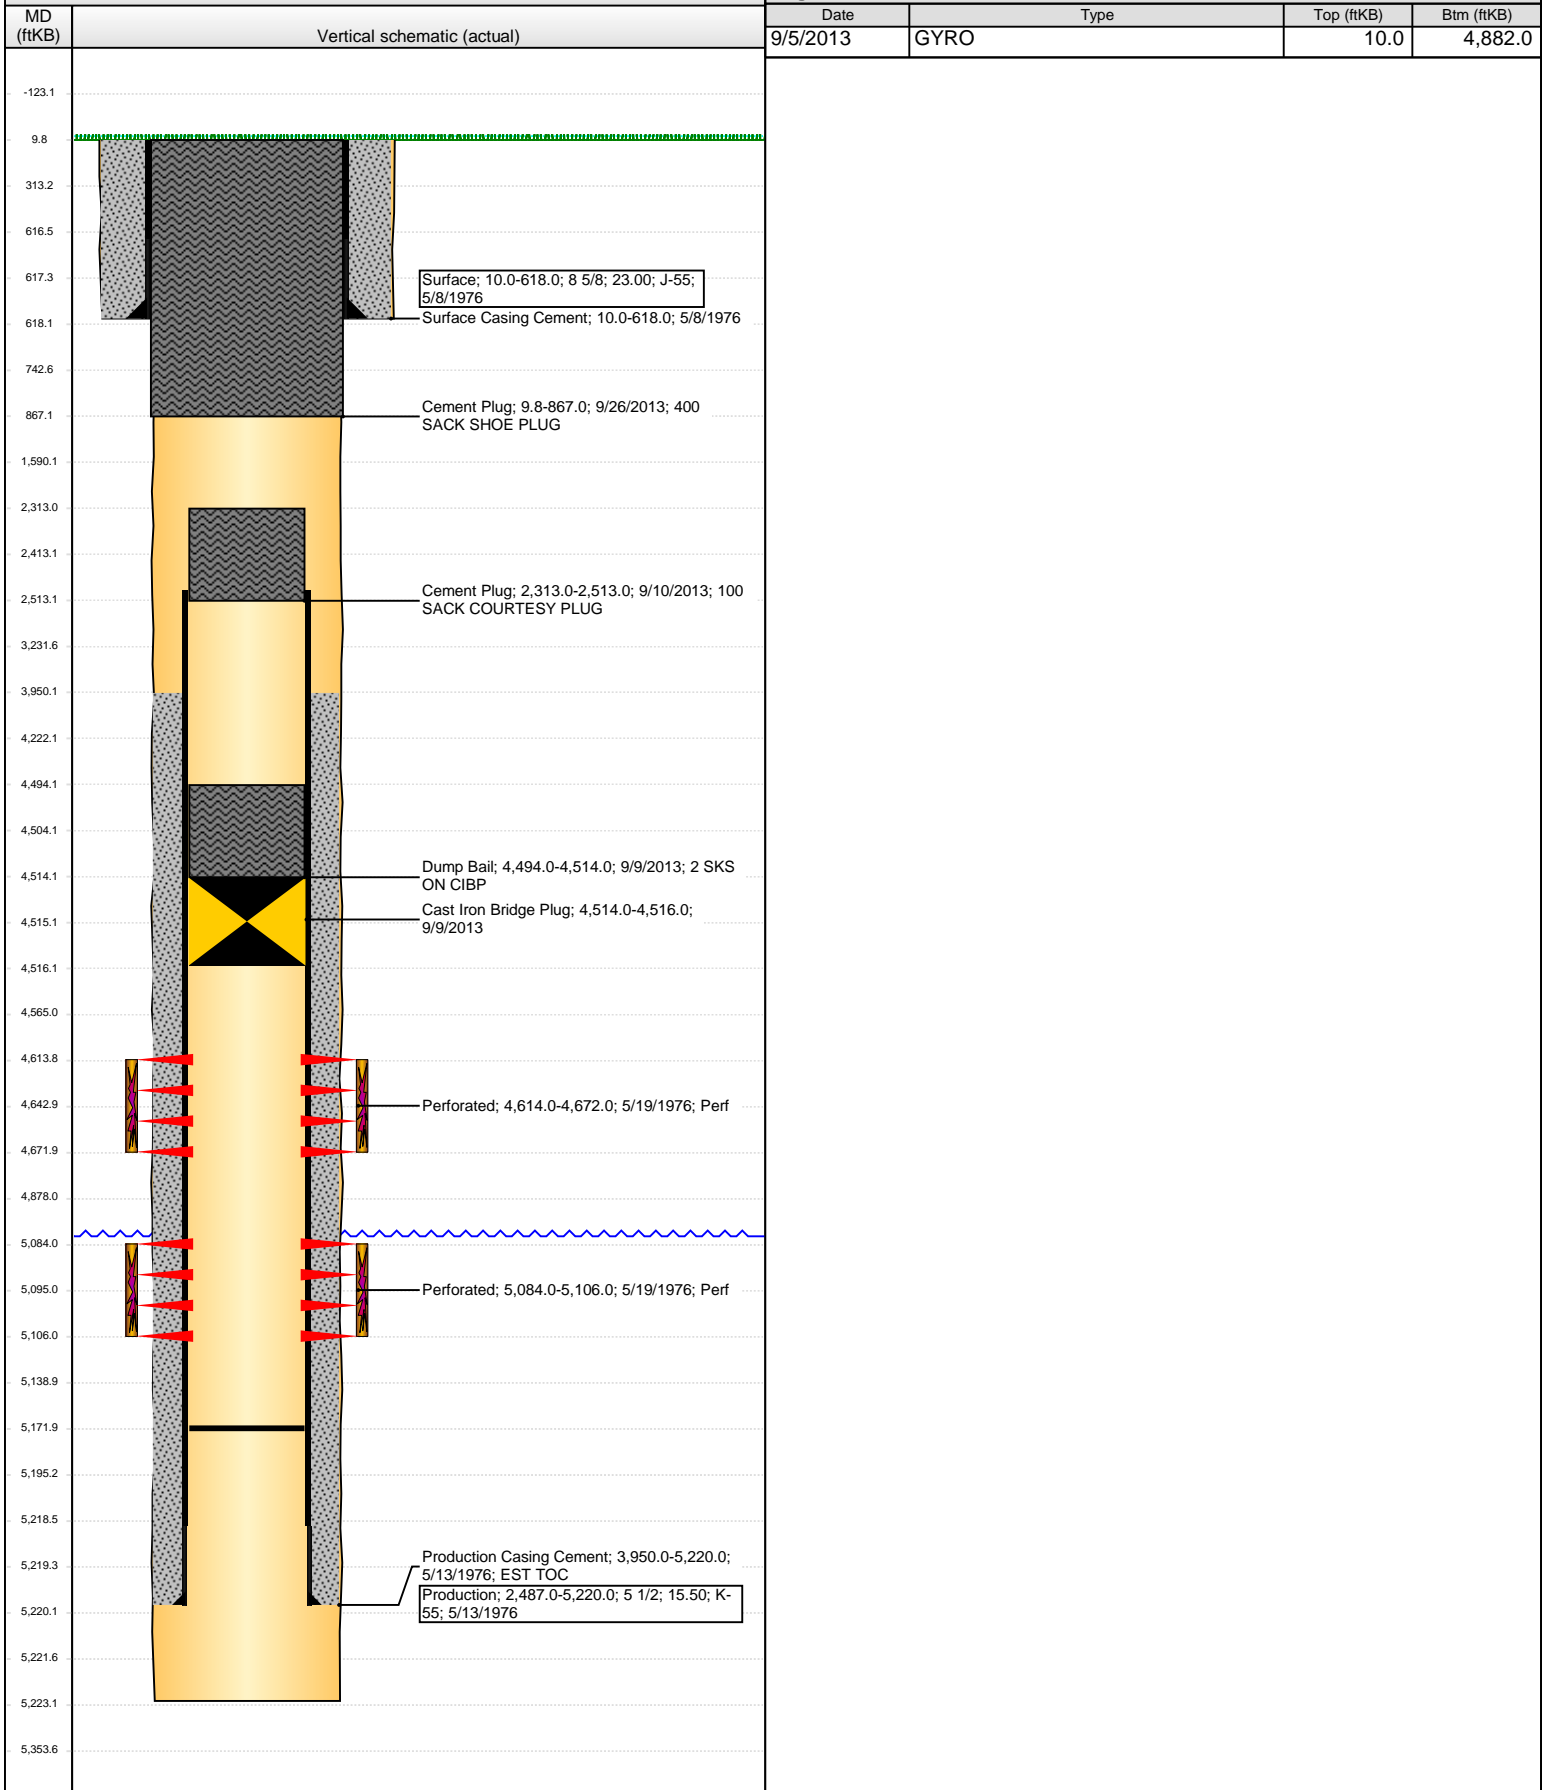 MD
(ftKB)
Vertical schematic (actual)
Date Type Top (ftKB) Btm (ftKB)
9/5/2013 GYRO 10.0 4,882.0
-123.1
9.8
313.2
616.5
617.3
Surface; 10.0-618.0; 8 5/8; 23.00; J-55;
5/8/1976
Surface Casing Cement; 10.0-618.0; 5/8/1976
618.1
742.6
Cement Plug; 9.8-867.0; 9/26/2013; 400
SACK SHOE PLUG
867.1
1,590.1
2,313.0
2,413.1
Cement Plug; 2,313.0-2,513.0; 9/10/2013; 100
SACK COURTESY PLUG
2,513.1
3,231.6
3,950.1
4,222.1
4,494.1
4,504.1
Dump Bail; 4,494.0-4,514.0; 9/9/2013; 2 SKS
ON CIBP
4,514.1
Cast Iron Bridge Plug; 4,514.0-4,516.0;
9/9/2013
4,515.1
4,516.1
4,565.0
4,613.8
4,642.9
Perforated; 4,614.0-4,672.0; 5/19/1976; Perf
4,671.9
4,878.0
5,084.0
5,095.0
Perforated; 5,084.0-5,106.0; 5/19/1976; Perf
5,106.0
5,138.9
5,171.9
5,195.2
5,218.5
5,219.3
Production Casing Cement; 3,950.0-5,220.0;
5/13/1976; EST TOC
Production; 2,487.0-5,220.0; 5 1/2; 15.50; K-
55; 5/13/1976
5,220.1
5,221.6
5,223.1
5,353.6